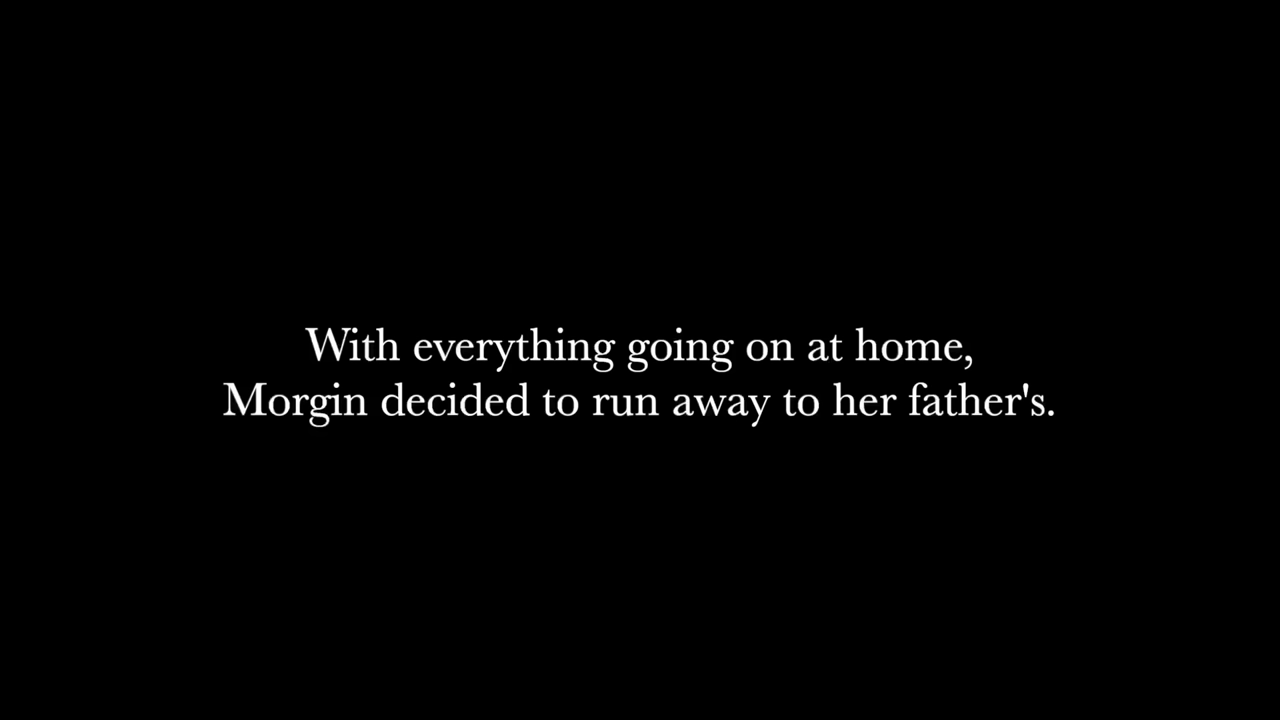 With everything going on at home,
Morgin decided to run away to her father's.